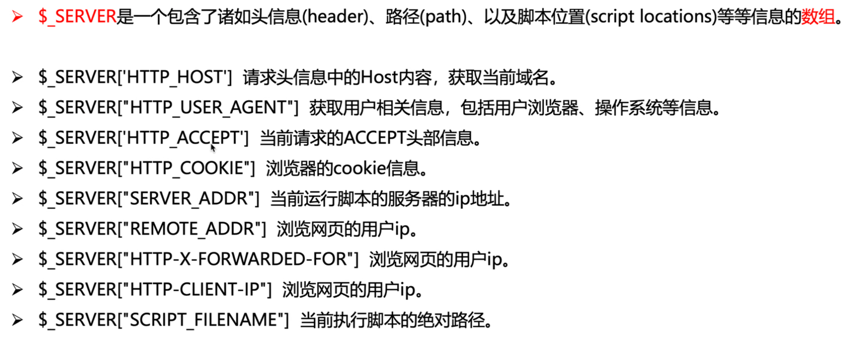 ➢ $_SERVER是一个包含了诸如头信息(header)、路径(path)、以及脚本位置(script locations)等等信息的数组。
➢ $_SERVER['HTTP_HOST'] 请求头信息中的Host内容，获取当前域名。
➢ $_SERVER["HTTP_USER_AGENT"] 获取用户相关信息，包括用户浏览器、操作系统等信息。
➢ $_SERVER['HTTP_ACCEPT'] 当前请求的ACCEPT头部信息。
➢ $_SERVER["HTTP_COOKIE"] 浏览器的cookie信息。
➢ $_SERVER["SERVER_ADDR"] 当前运行脚本的服务器的ip地址。
➢ $_SERVER["REMOTE_ADDR"] 浏览网页的用户ip。
➢ $_SERVER["HTTP-X-FORWARDED-FOR"] 浏览网页的用户ip。
➢ $_SERVER["HTTP-CLIENT-IP"] 浏览网页的用户ip。
➢ $_SERVER["SCRIPT_FILENAME"] 当前执行脚本的绝对路径。